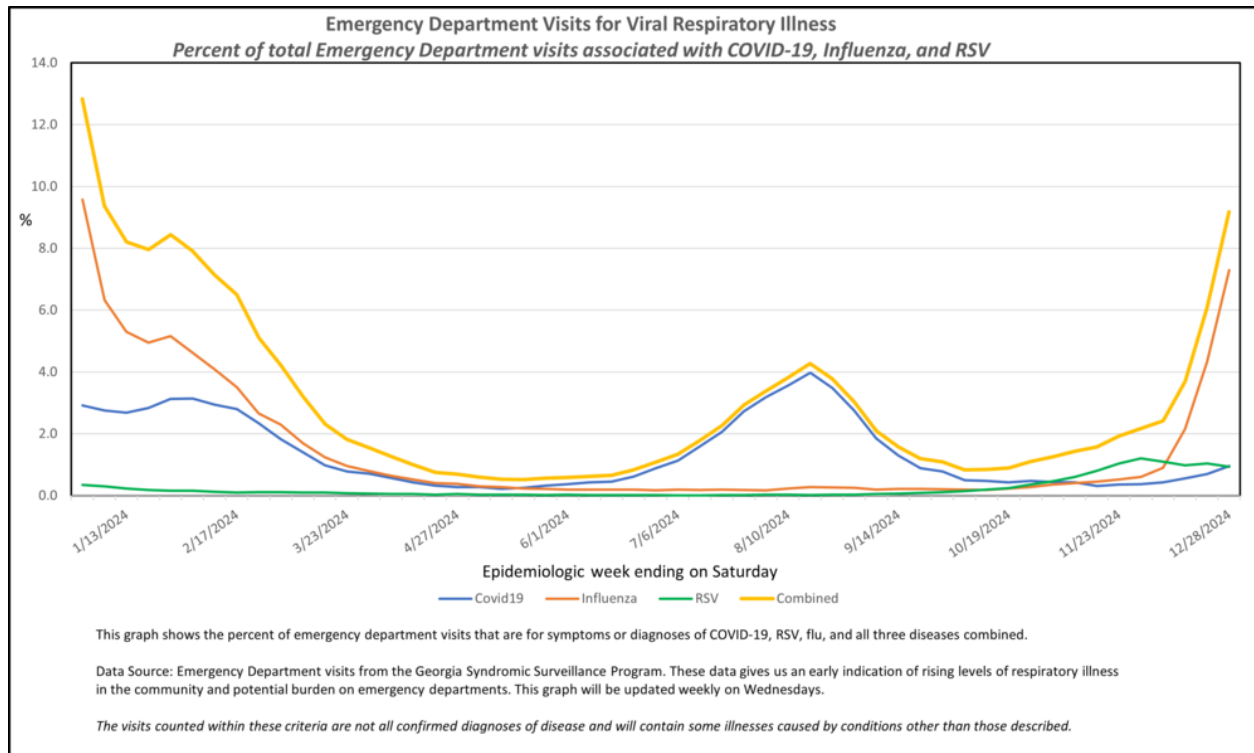 Emergency Department Visits for Viral Respiratory Illness
Percent of total Emergency Department visits associated with COVID-19, Influenza, and RSV
14.0
12.0
10.0
%
8.0
6.0
4.0
2.0
0.0
1/13/2024
2/17/2024
3/23/2024
4/27/2024
6/1/2024
7/6/2024
8/10/2024
9/14/2024
10/19/2024
11/23/2024
12/28/2024
Epidemiologic week ending on Saturday
Covid19 Influenza RSV Combined
This graph shows the percent of emergency department visits that are for symptoms or diagnoses of COVID-19, RSV, flu, and all three diseases combined.
Data Source: Emergency Department visits from the Georgia Syndromic Surveillance Program. These data gives us an early indication of rising levels of respiratory illness
in the community and potential burden on emergency departments. This graph will be updated weekly on Wednesdays.
The visits counted within these criteria are not all confirmed diagnoses of disease and will contain some illnesses caused by conditions other than those described.